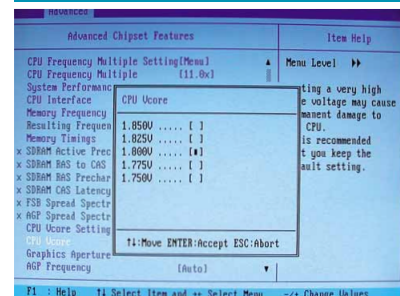 Advanced
Advanced Chipset Features
Item Help
CPU Frequency Multiple Setting[Menu]
CPU Frequency Multiple [11.0x]
System Performanc
CPU Interface
Memory Frequency
Resulting Frequen
Memory Timings
x SDRAM Active Prec
x SDRAM RAS to CAS
x SDRAM RAS Prechar
x SDRAM CAS Latency
x FSB Spread Spectr
x AGP Spread Spectr
CPU Vcore Setting
CPU Vcore
Graphics Aperture
AGP Frequency [Auto]
CPU Vcore
1.850V ..... [ ]
1.825V ..... [ ]
1.800V ..... [■]
1.775V ..... [ ]
1.750V ..... [ ]
↑↓:Move ENTER:Accept ESC:Abort
Menu Level ▶▶
ting a very high
e voltage may cause
manent damage to
CPU.
is recommended
t you keep the
ault setting.
F1 : Help ↑↓ Select Item and ↔ Select Menu -/+ Change Values